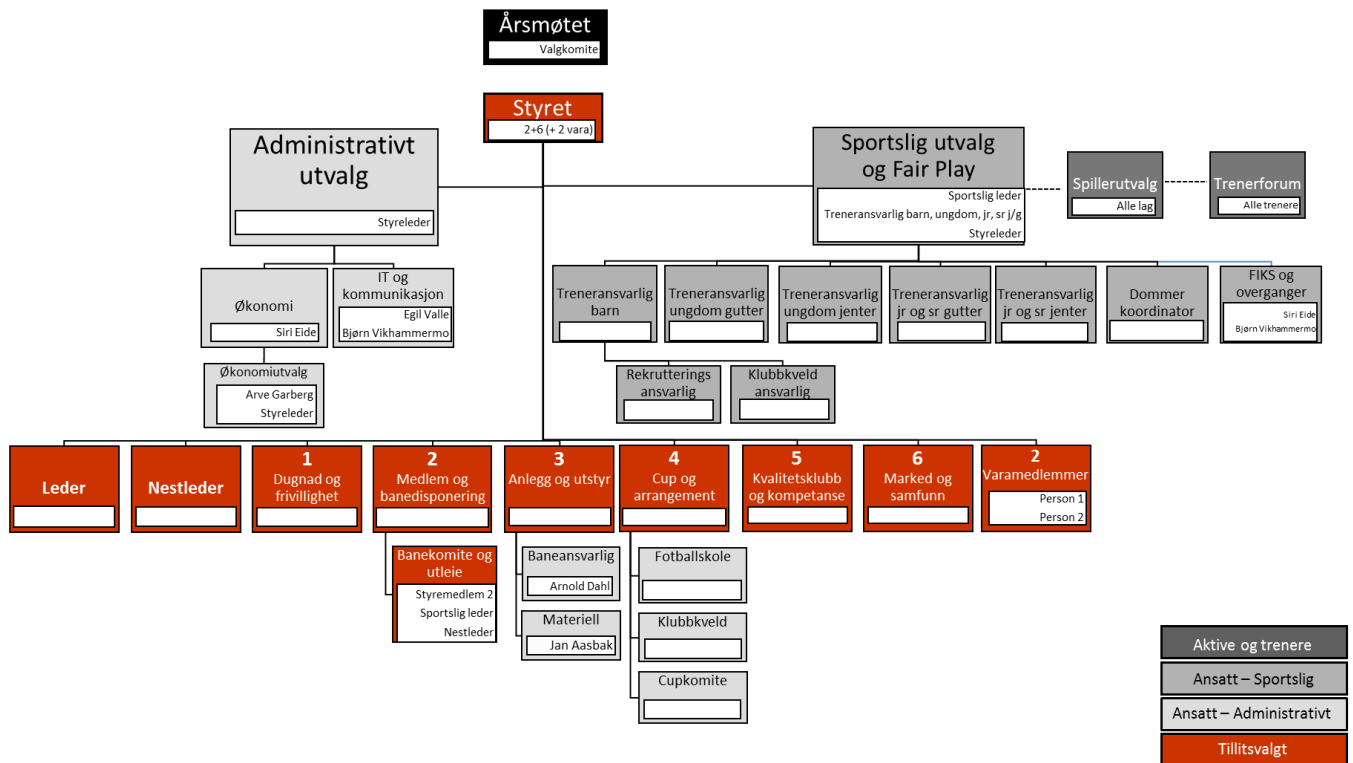 Årsmøtet
Valgkomite
Styret
2+6 (+ 2 vara)
Administrativt
utvalg
Styreleder
Sportslig utvalg
og Fair Play
Sportslig leder
Treneransvarlig barn, ungdom, jr, sr j/g
Styreleder
Spillerutvalg
Alle lag
Trenerforum
Alle trenere
Økonomi
Siri Eide
IT og
kommunikasjon
Egil Valle
Bjørn Vikhammermo
Økonomiutvalg
Arve Garberg
Styreleder
Treneransvarlig
barn
Treneransvarlig
ungdom gutter
Treneransvarlig
ungdom jenter
Treneransvarlig
jr og sr gutter
Treneransvarlig
jr og sr jenter
Dommer
koordinator
FIKS og
overganger
Siri Eide
Bjørn Vikhammermo
Rekrutterings
ansvarlig
Klubbkveld
ansvarlig
Leder
Nestleder
1
Dugnad og
frivillighet
2
Medlem og
banedisponering
3
Anlegg og utstyr
4
Cup og
arrangement
5
Kvalitetsklubb
og kompetanse
6
Marked og
samfunn
2
Varamedlemmer
Person 1
Person 2
Banekomite og
utleie
Styremedlem 2
Sportslig leder
Nestleder
Baneansvarlig
Arnold Dahl
Materiell
Jan Aasbak
Fotballskole
Klubbkveld
Cupkomite
Aktive og trenere
Ansatt – Sportslig
Ansatt – Administrativt
Tillitsvalgt